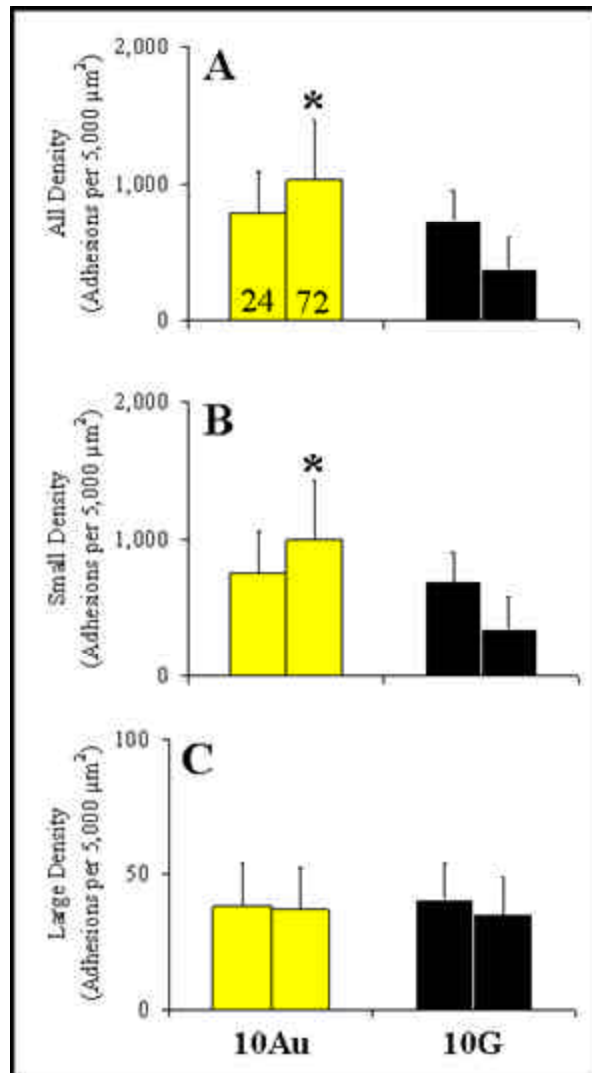 A
2,000
*
All Density
(Adhesions per 5,000 µm²)
1,000
24 72
0
B
2,000
*
Small Density
(Adhesions per 5,000 µm²)
1,000
0
C
100
Large Density
(Adhesions per 5,000 µm²)
50
0
10Au 10G